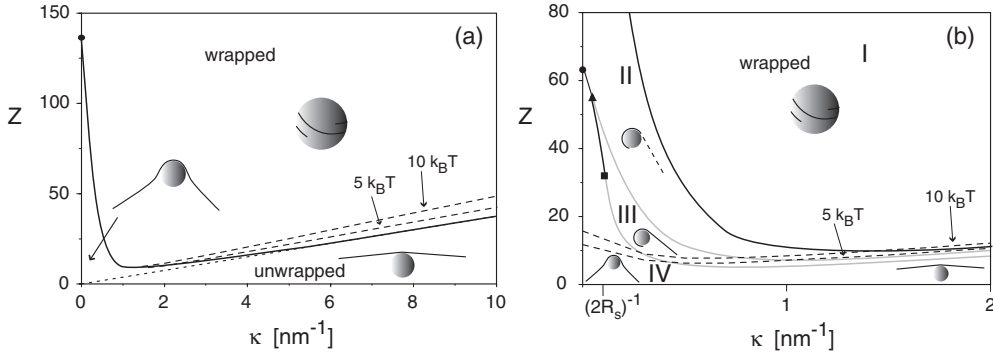 150
100
50
0
Z
0
2
4
6
8
10
κ [nm⁻¹]
(a)
wrapped
10 k_BT
5 k_BT
unwrapped
80
60
40
20
0
Z
(2R_s)⁻¹
1
2
κ [nm⁻¹]
(b)
I
II
wrapped
III
IV
5 k_BT
10 k_BT